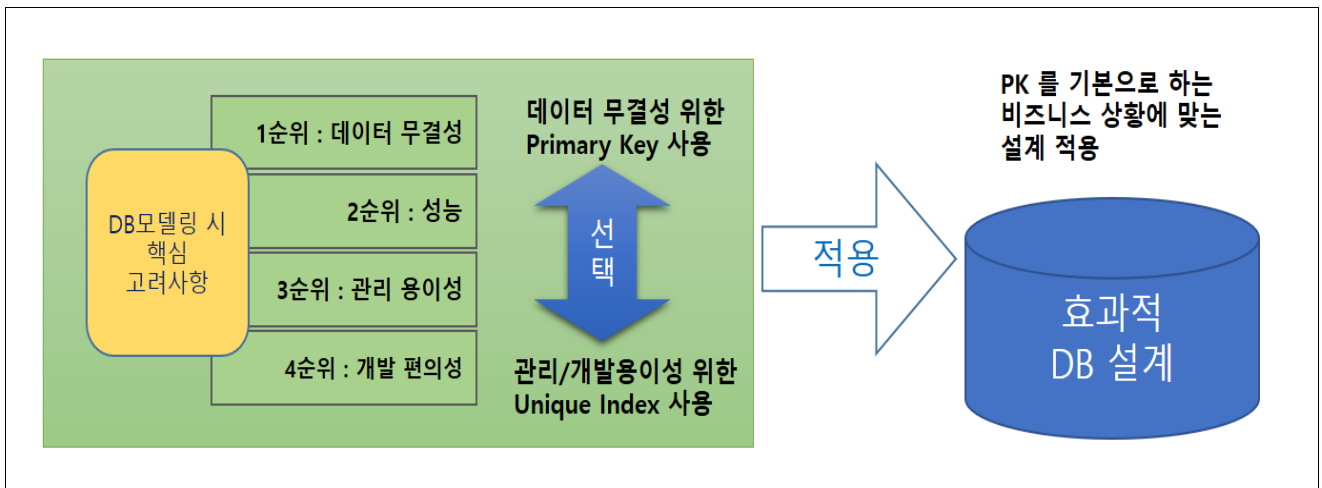 DB모델링 시
핵심
고려사항
1순위 : 데이터 무결성
2순위 : 성능
3순위 : 관리 용이성
4순위 : 개발 편의성
데이터 무결성 위한
Primary Key 사용
선
택
관리/개발용이성 위한
Unique Index 사용
적용
PK 를 기본으로 하는
비즈니스 상황에 맞는
설계 적용
효과적
DB 설계